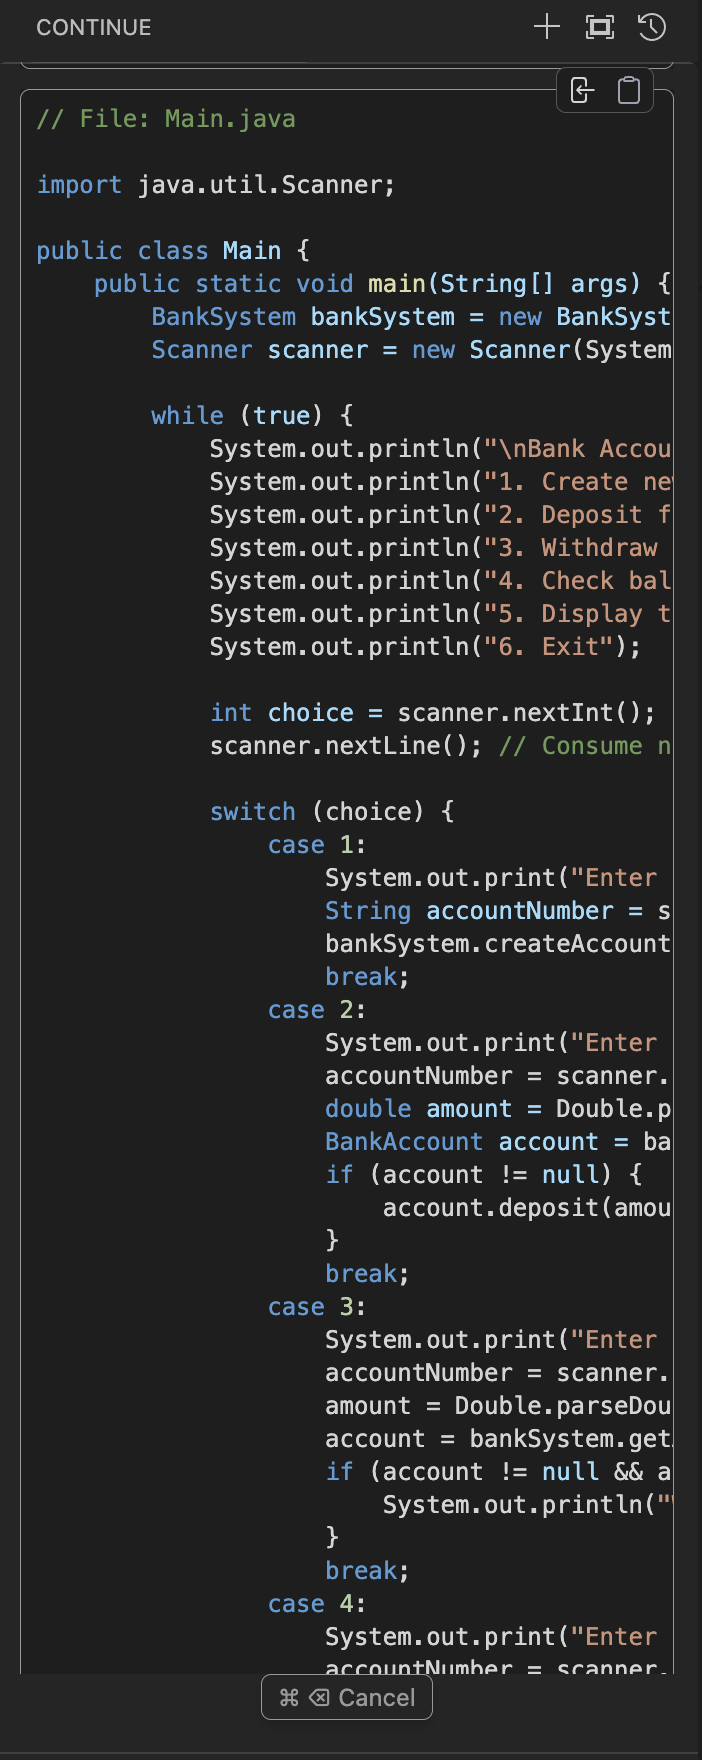 CONTINUE
// File: Main.java
import java.util.Scanner;
public class Main {
public static void main(String[] args) {
BankSystem bankSystem = new BankSyst
Scanner scanner = new Scanner(System
while (true) {
System.out.println("\nBank Accou
System.out.println("1. Create new
System.out.println("2. Deposit f
System.out.println("3. Withdraw
System.out.println("4. Check bal
System.out.println("5. Display t
System.out.println("6. Exit");
int choice = scanner.nextInt();
scanner.nextLine(); // Consume n
switch (choice) {
case 1:
System.out.print("Enter
String accountNumber = s
bankSystem.createAccount
break;
case 2:
System.out.print("Enter
accountNumber = scanner.
double amount = Double.p
BankAccount account = ba
if (account != null) {
account.deposit(amou
}
break;
case 3:
System.out.print("Enter
accountNumber = scanner.
amount = Double.parseDou
account = bankSystem.get
if (account != null && a
System.out.println("
}
break;
case 4:
System.out.print("Enter
accountNumber = scanner.
⌘ ⌫ Cancel